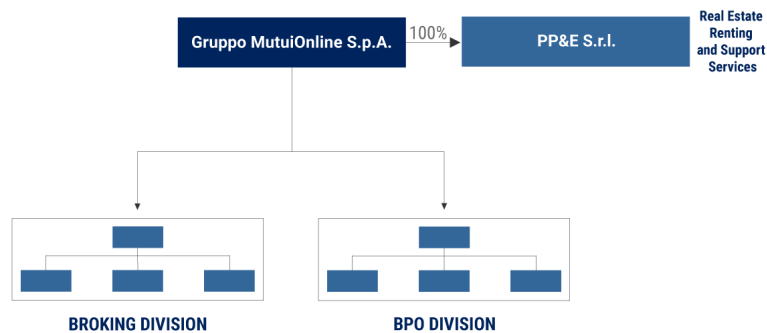 Gruppo MutuiOnline S.p.A.
100%
PP&E S.r.l.
Real Estate
Renting
and Support
Services
BROKING DIVISION
BPO DIVISION